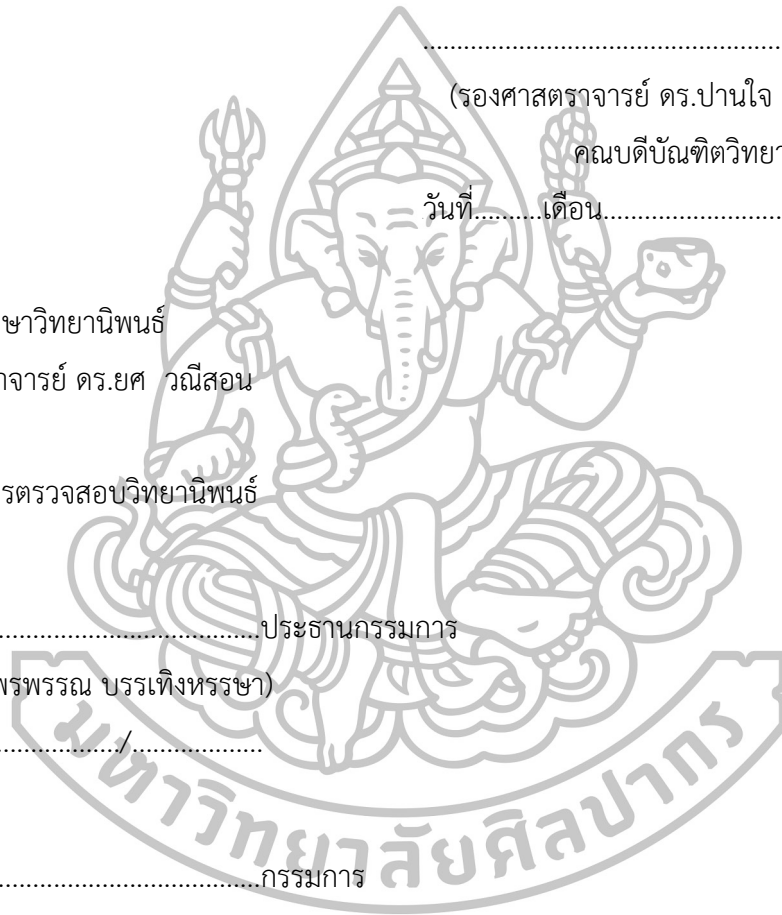 ................................................
(รองศาสตราจารย์ ดร.ปานใจ
คณบดีบัณฑิตวิทยา
วันที่..........เดือน.........................
ษาวิทยานิพนธ์
าจารย์ ดร.ยศ วณีสอน
รตรวจสอบวิทยานิพนธ์
.......................................ประธานกรรมการ
พรพรรณ บรรเทิงหรรษา)
.................../...................
.......................................กรรมการ
มหาวิทยาลัยศิลปากร